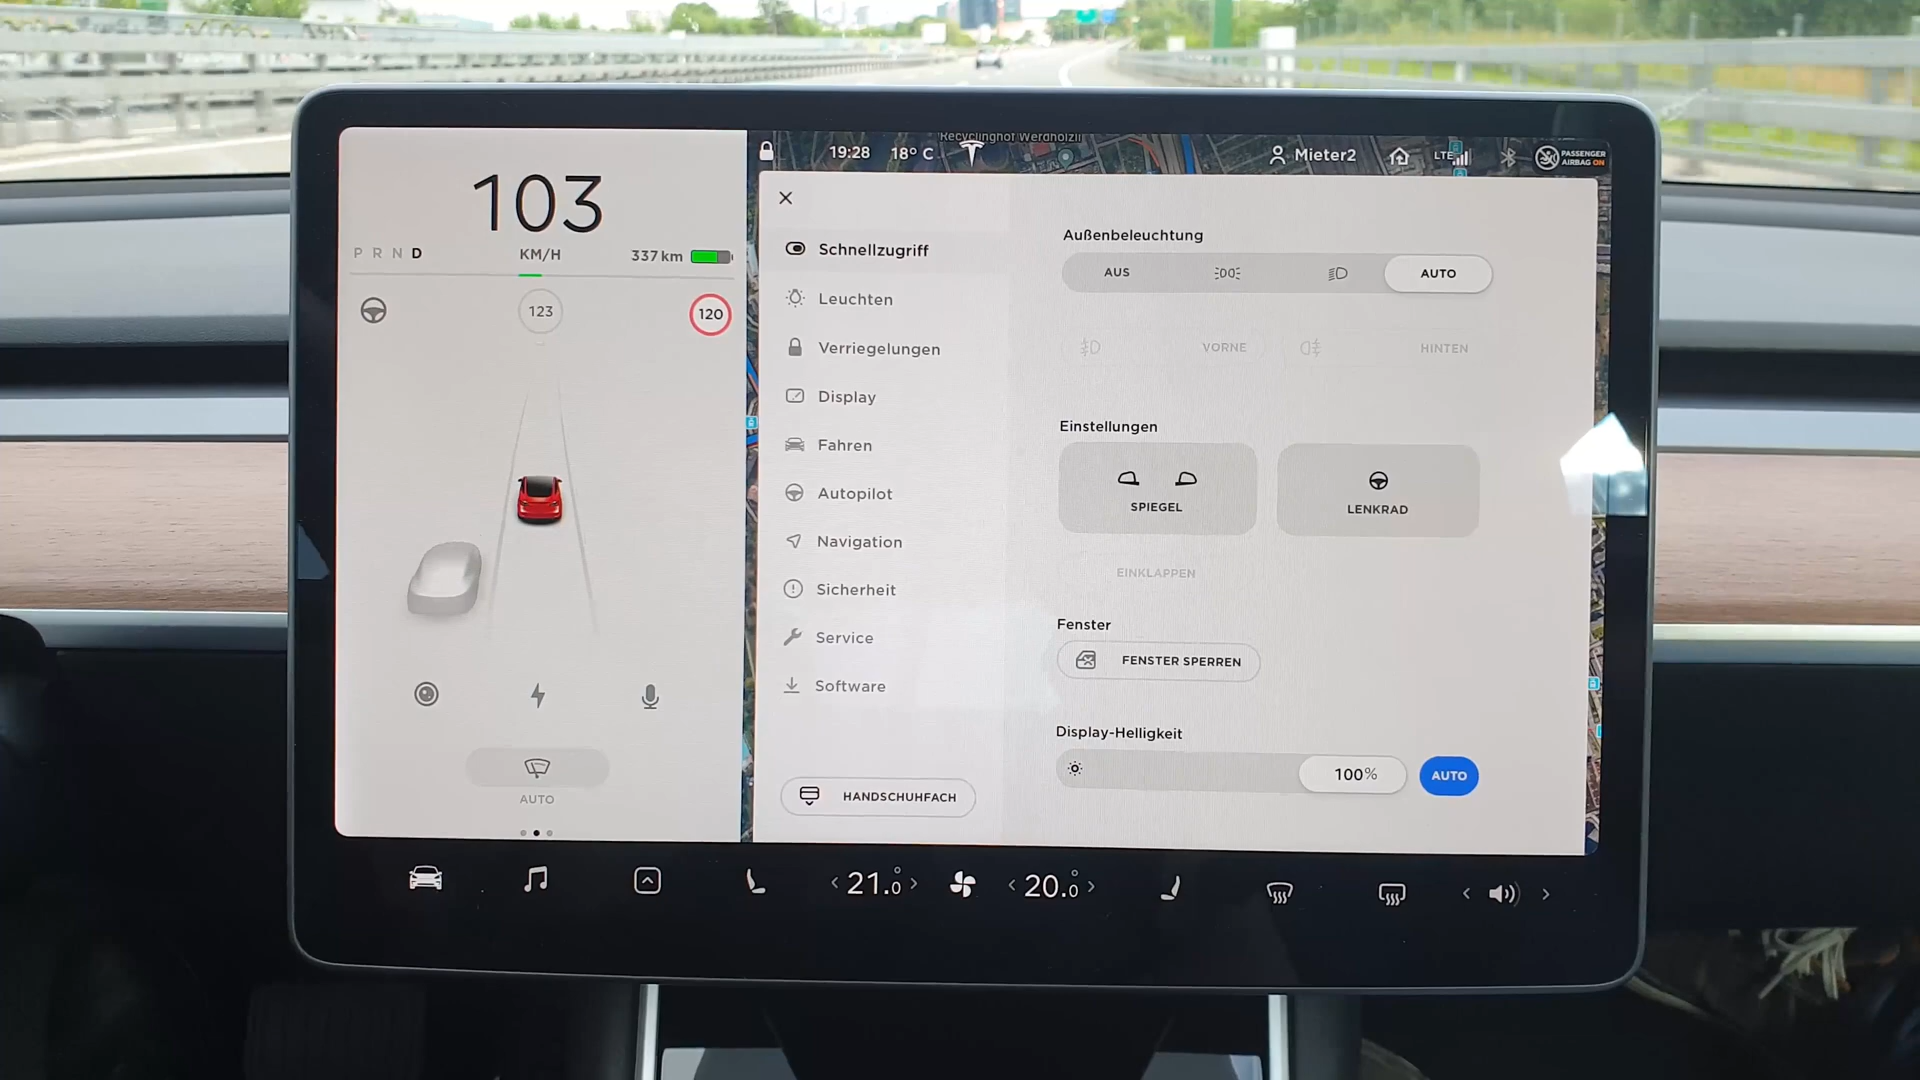 103
P R N D
KM/H
337 km
123
120
AUTO
Recyclinghof Werdhölzli
19:28
18° C
Mieter2
LTE
PASSENGER
AIRBAG ON
Schnellzugriff
Leuchten
Verriegelungen
Display
Fahren
Autopilot
Navigation
Sicherheit
Service
Software
HANDSCHUHFACH
Außenbeleuchtung
AUS
AUTO
VORNE
HINTEN
Einstellungen
SPIEGEL
LENKRAD
EINKLAPPEN
Fenster
FENSTER SPERREN
Display-Helligkeit
100%
AUTO
21.0°
20.0°